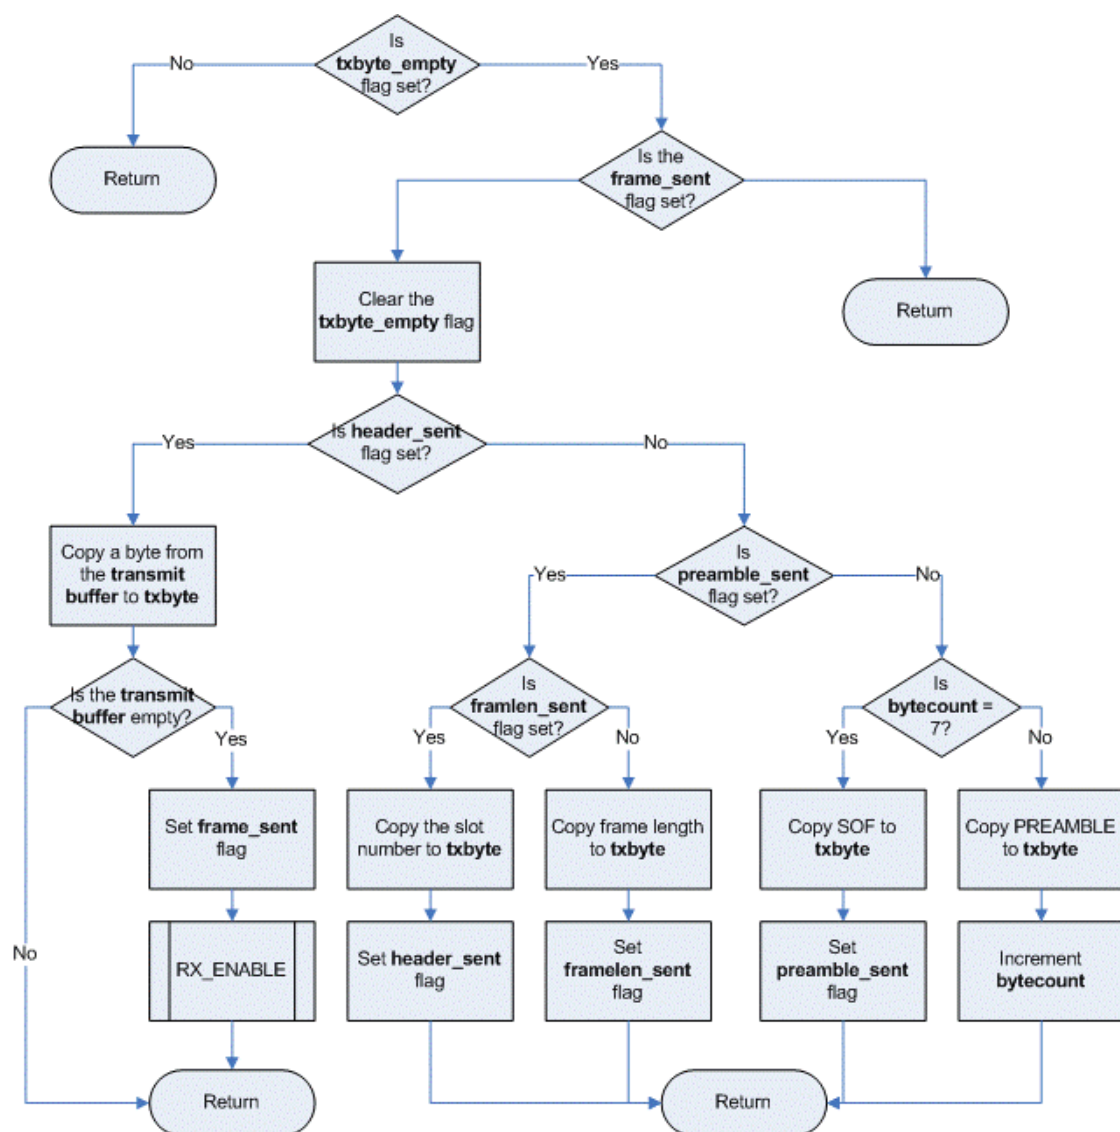 Is
txbyte_empty
flag set?
No
Yes
Return
Is the
frame_sent
flag set?
Clear the
txbyte_empty flag
Return
Is header_sent
flag set?
Yes
No
Copy a byte from
the transmit
buffer to txbyte
Is
preamble_sent
flag set?
Yes
No
Is the transmit
buffer empty?
Yes
No
Is
framlen_sent
flag set?
Yes
No
Is
bytecount =
7?
Yes
No
Set frame_sent
flag
Copy the slot
number to txbyte
Copy frame length
to txbyte
Copy SOF to
txbyte
Copy PREAMBLE
to txbyte
RX_ENABLE
Set header_sent
flag
Set
framelen_sent
flag
Set
preamble_sent
flag
Increment
bytecount
Return
Return